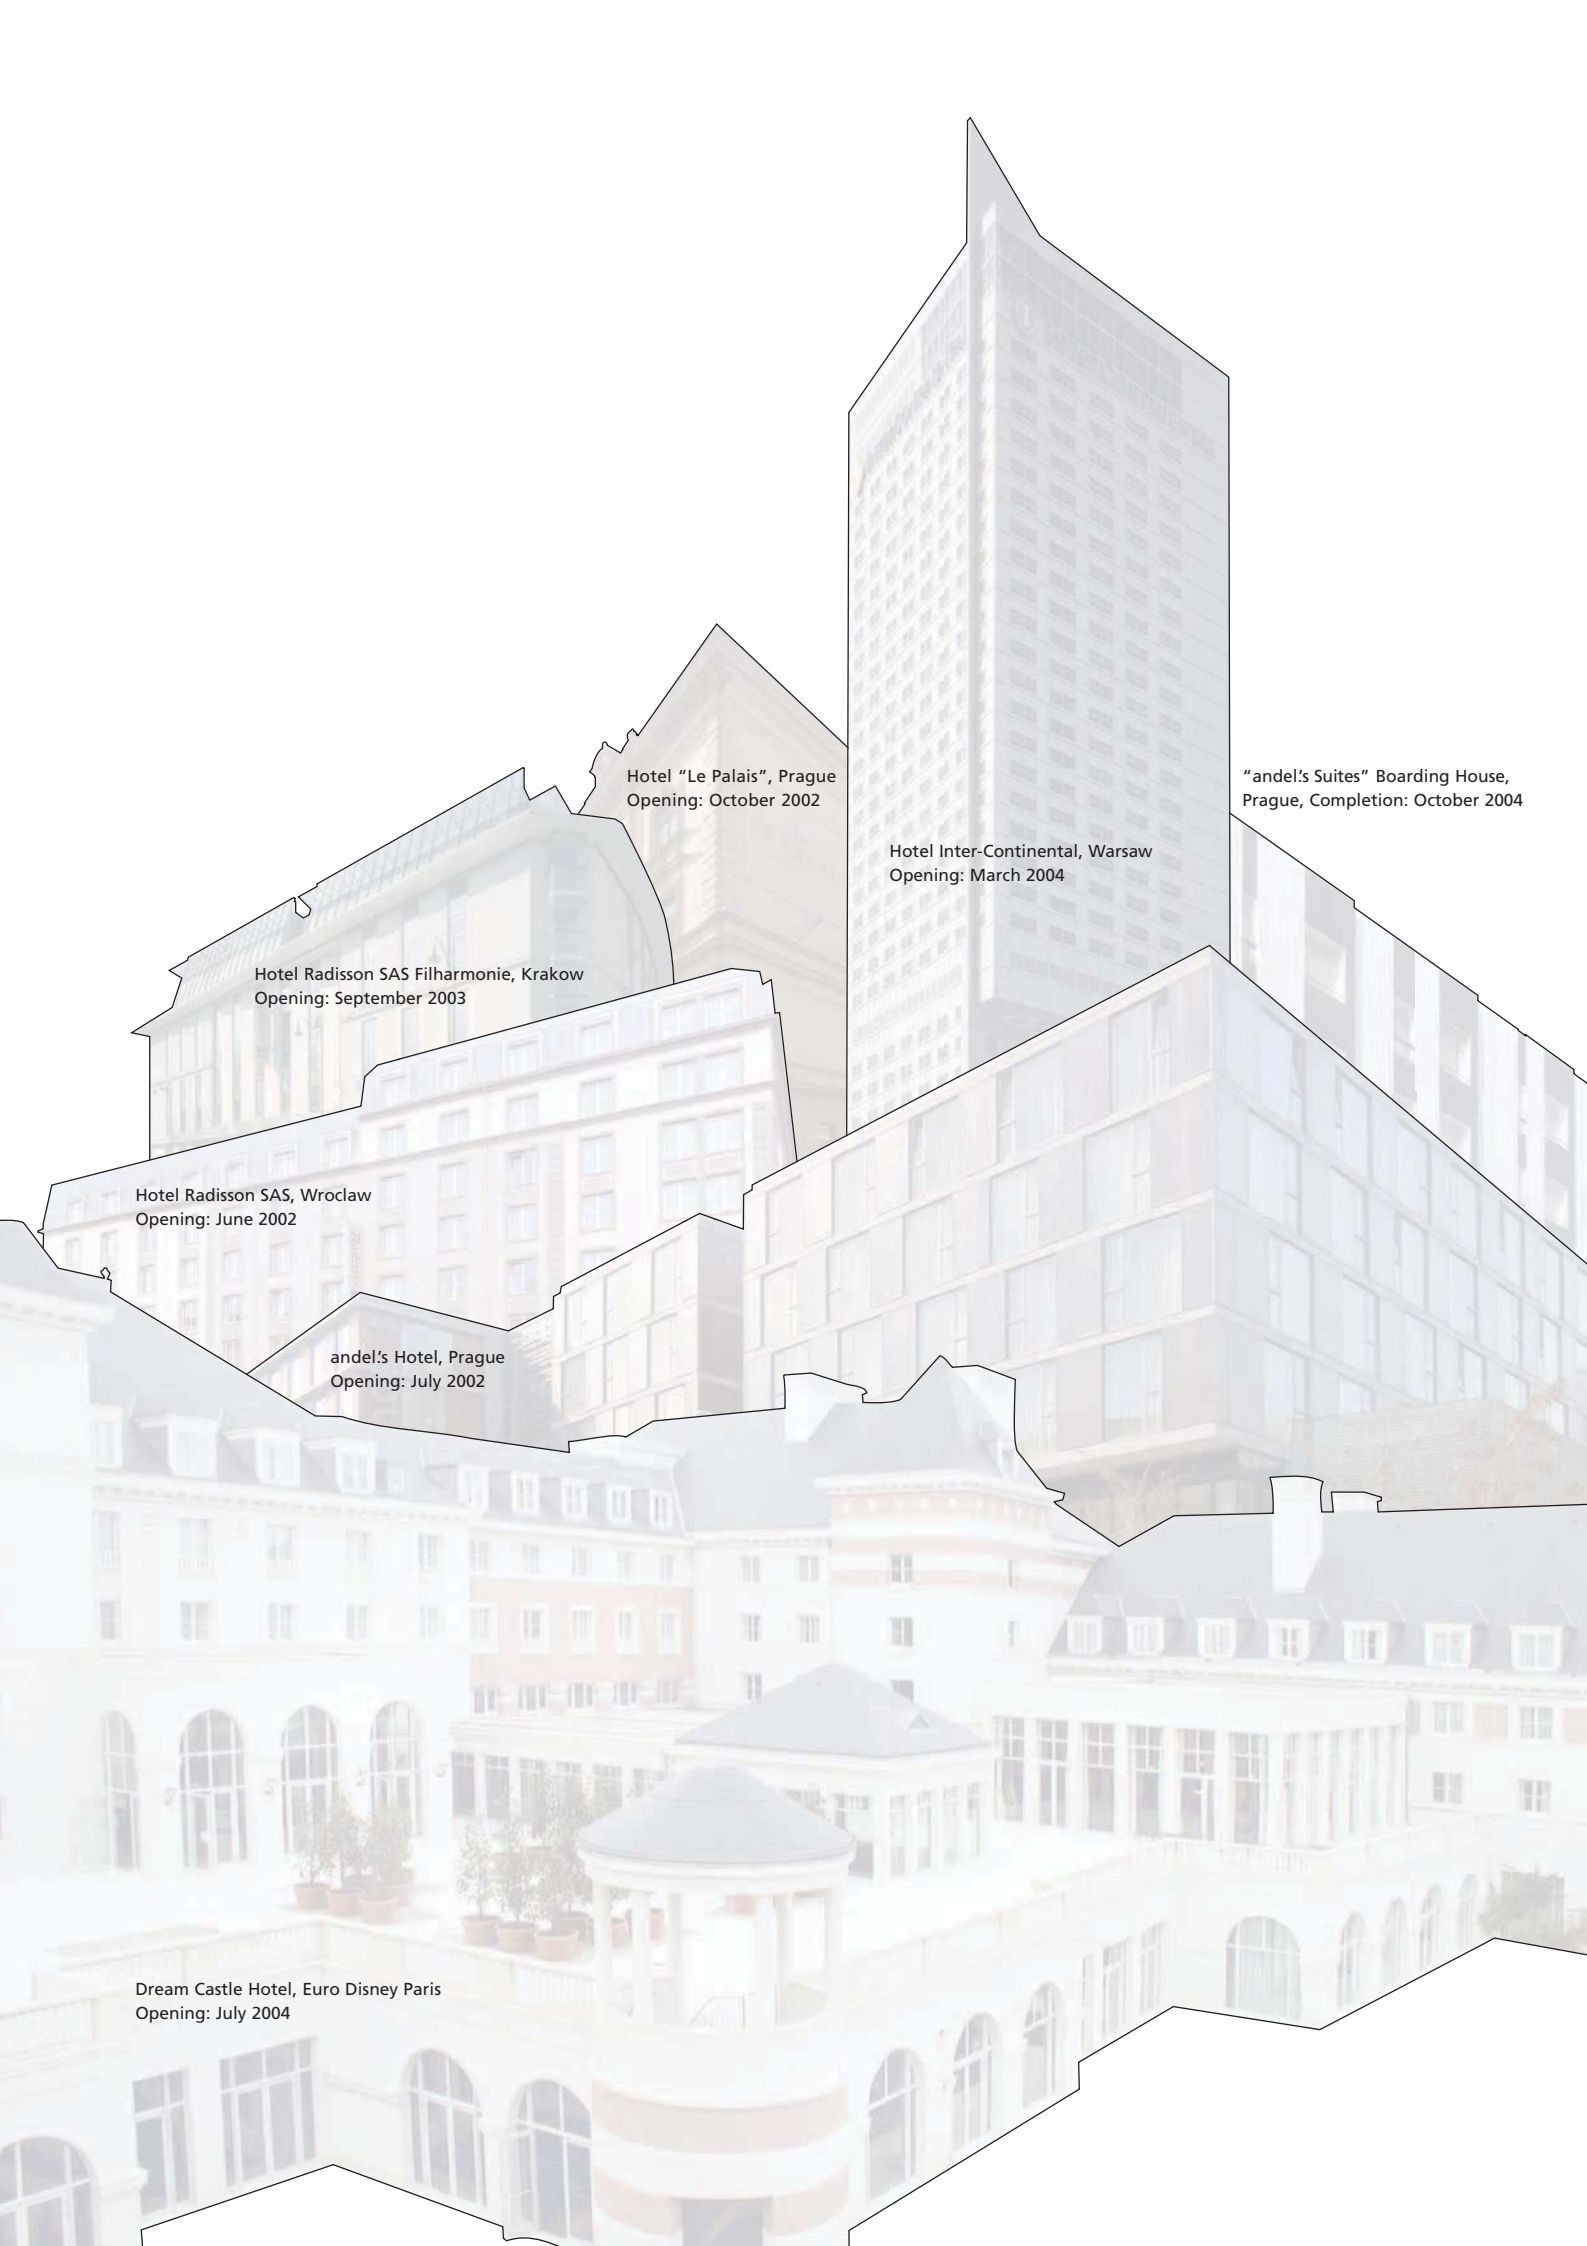 Hotel “Le Palais”, Prague
Opening: October 2002
“andel’s Suites” Boarding House,
Prague, Completion: October 2004
Hotel Inter-Continental, Warsaw
Opening: March 2004
Hotel Radisson SAS Filharmonie, Krakow
Opening: September 2003
Hotel Radisson SAS, Wroclaw
Opening: June 2002
andel’s Hotel, Prague
Opening: July 2002
Dream Castle Hotel, Euro Disney Paris
Opening: July 2004